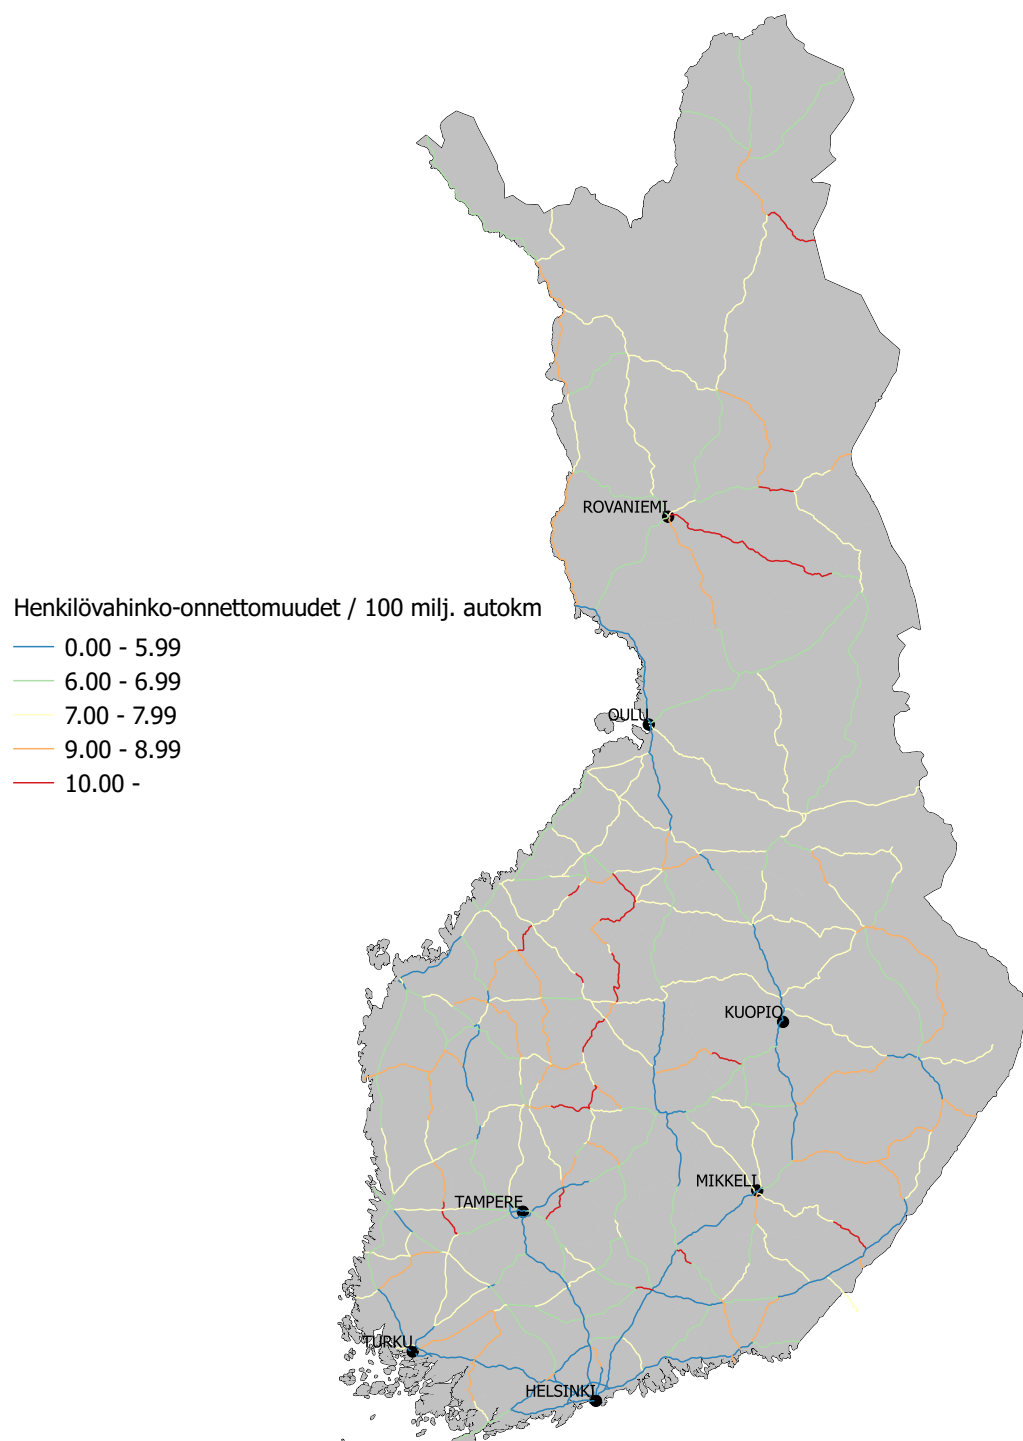 ROVANIEMI
Henkilövahinko-onnettomuudet / 100 milj. autokm
0.00 - 5.99
6.00 - 6.99
7.00 - 7.99
9.00 - 8.99
10.00 -
OULU
KUOPIO
MIKKELI
TAMPERE
TURKU
HELSINKI